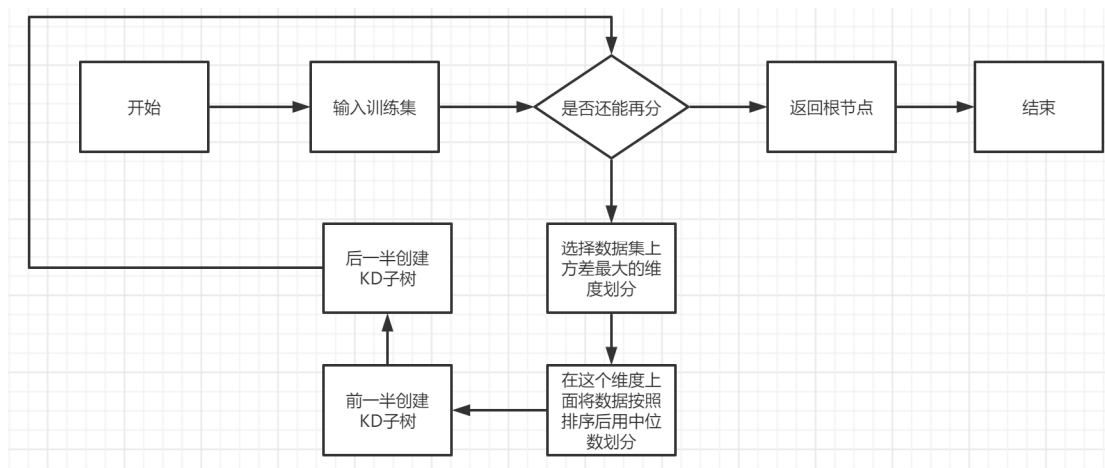 开始
输入训练集
是否还能再分
返回根节点
结束
后一半创建
KD子树
选择数据集上
方差最大的维
度划分
前一半创建
KD子树
在这个维度上
面将数据按照
排序后用中位
数划分